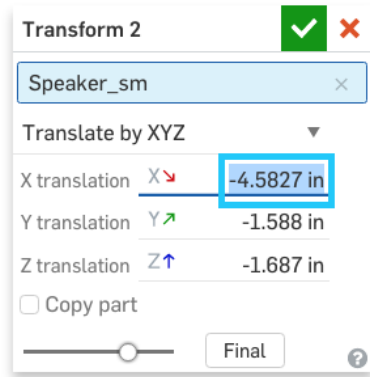 Transform 2
Speaker_sm
Translate by XYZ
X translation X -4.5827 in
Y translation Y -1.588 in
Z translation Z -1.687 in
Copy part
Final
?